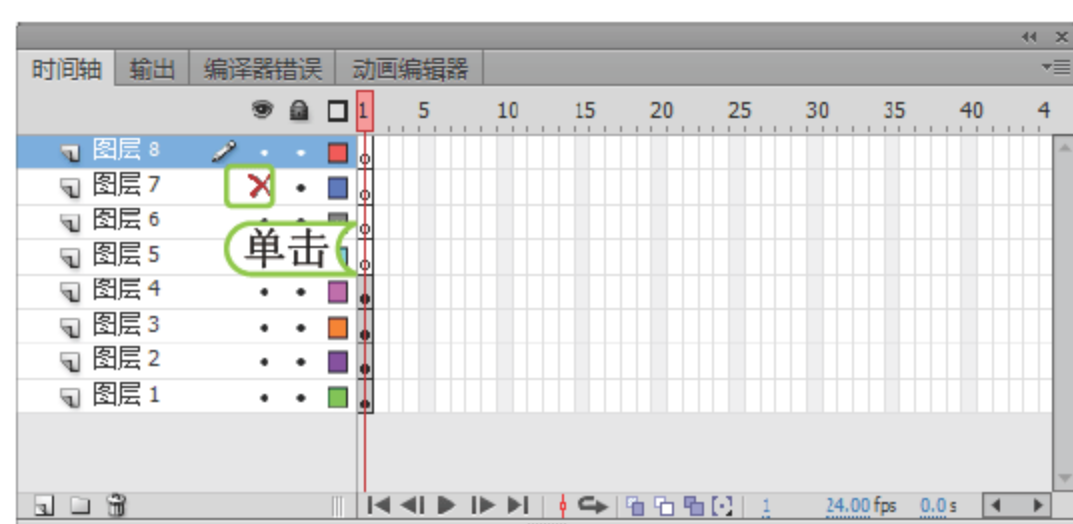 时间轴 输出 编译器错误 动画编辑器
1 5 10 15 20 25 30 35 40 4
图层 8
图层 7
图层 6
单击
图层 5
图层 4
图层 3
图层 2
图层 1
1 24.00 fps 0.0 s